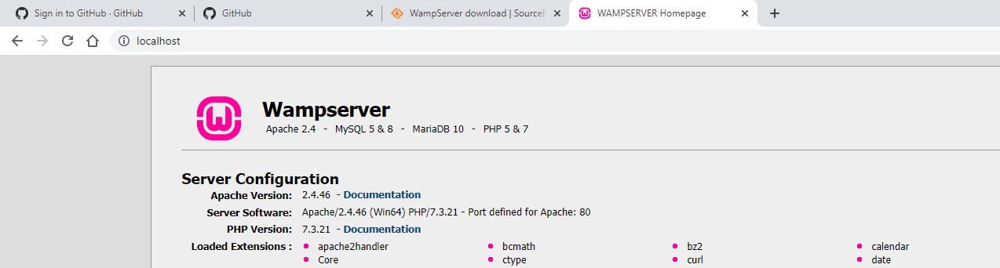 Sign in to GitHub · GitHub
GitHub
WampServer download | Source
WAMPSERVER Homepage
localhost
Wampserver
Apache 2.4 - MySQL 5 & 8 - MariaDB 10 - PHP 5 & 7
Server Configuration
Apache Version: 2.4.46 - Documentation
Server Software: Apache/2.4.46 (Win64) PHP/7.3.21 - Port defined for Apache: 80
PHP Version: 7.3.21 - Documentation
Loaded Extensions : apache2handler bcmath bz2 calendar
Core ctype curl date